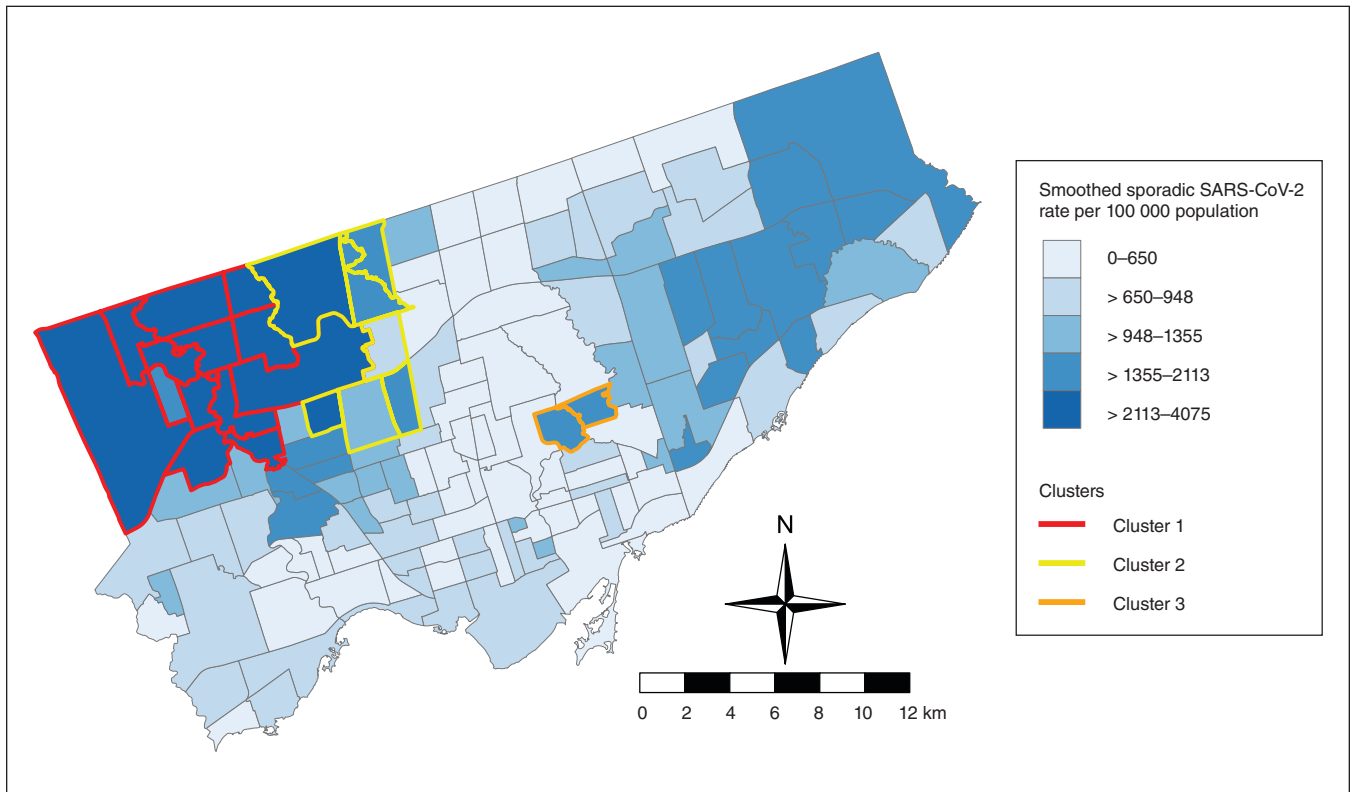 Smoothed sporadic SARS-CoV-2
rate per 100 000 population
0–650
> 650–948
> 948–1355
> 1355–2113
> 2113–4075
Clusters
Cluster 1
Cluster 2
Cluster 3
N
0 2 4 6 8 10 12 km